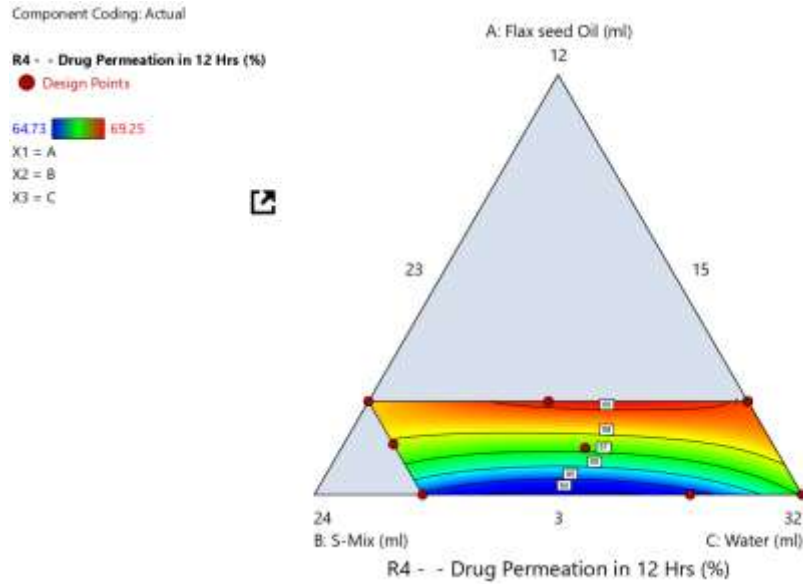 Component Coding: Actual
R4 - - Drug Permeation in 12 Hrs (%)
Design Points
64.73 69.25
X1 = A
X2 = B
X3 = C
A: Flax seed Oil (ml)
12
23 15
24 3 32
B: S-Mix (ml) C: Water (ml)
R4 - - Drug Permeation in 12 Hrs (%)